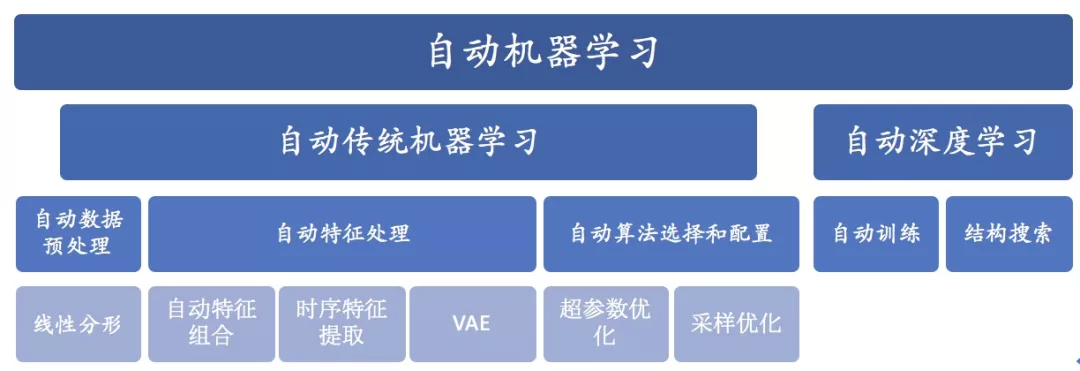 自动机器学习
自动传统机器学习
自动深度学习
自动数据
预处理
自动特征处理
自动算法选择和配置
自动训练
结构搜索
线性分形
自动特征
组合
时序特征
提取
VAE
超参数优
化
采样优化